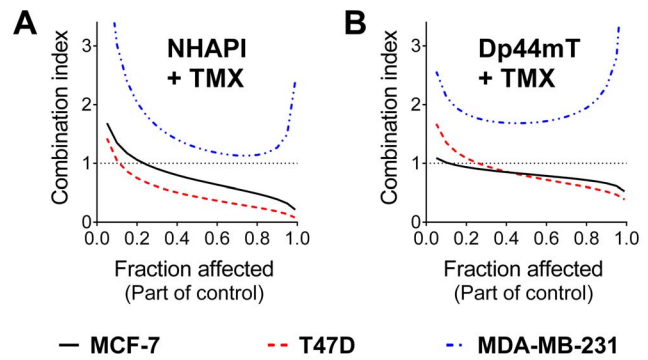 A
NHAPI
+ TMX
Combination index
3
2
1
0
0.0 0.2 0.4 0.6 0.8 1.0
Fraction affected
(Part of control)
B
Dp44mT
+ TMX
Combination index
3
2
1
0
0.0 0.2 0.4 0.6 0.8 1.0
Fraction affected
(Part of control)
MCF-7 T47D MDA-MB-231